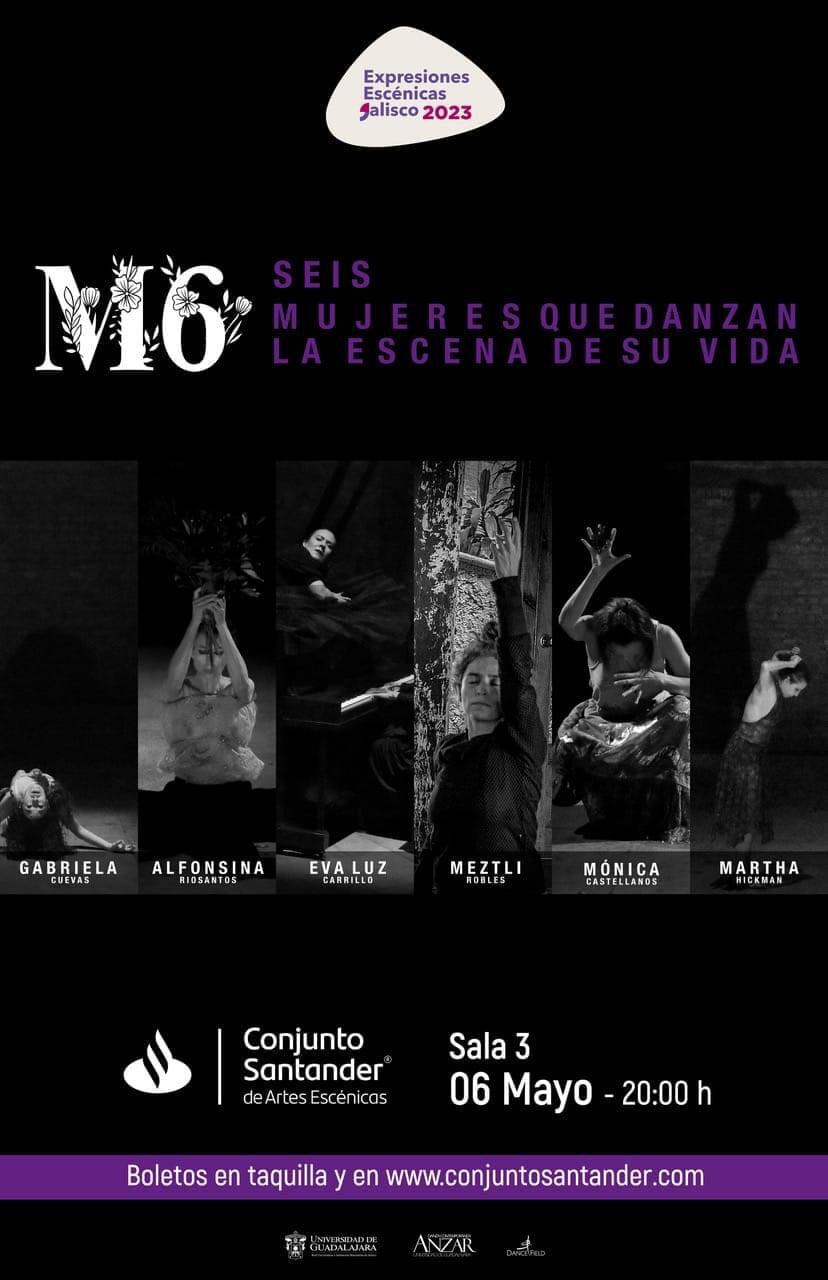 Expresiones
Escénicas
Jalisco 2023
M6
SEIS
MUJERES QUE DANZAN
LA ESCENA DE SU VIDA
GABRIELA
CUEVAS
ALFONSINA
RIOSANTOS
EVA LUZ
CARRILLO
MEZTLI
ROBLES
MÓNICA
CASTELLANOS
MARTHA
HICKMAN
Conjunto
Santander®
de Artes Escénicas
Sala 3
06 Mayo - 20:00 h
Boletos en taquilla y en www.conjuntosantander.com
UNIVERSIDAD DE
GUADALAJARA
ANZAR
DANCE FIELD